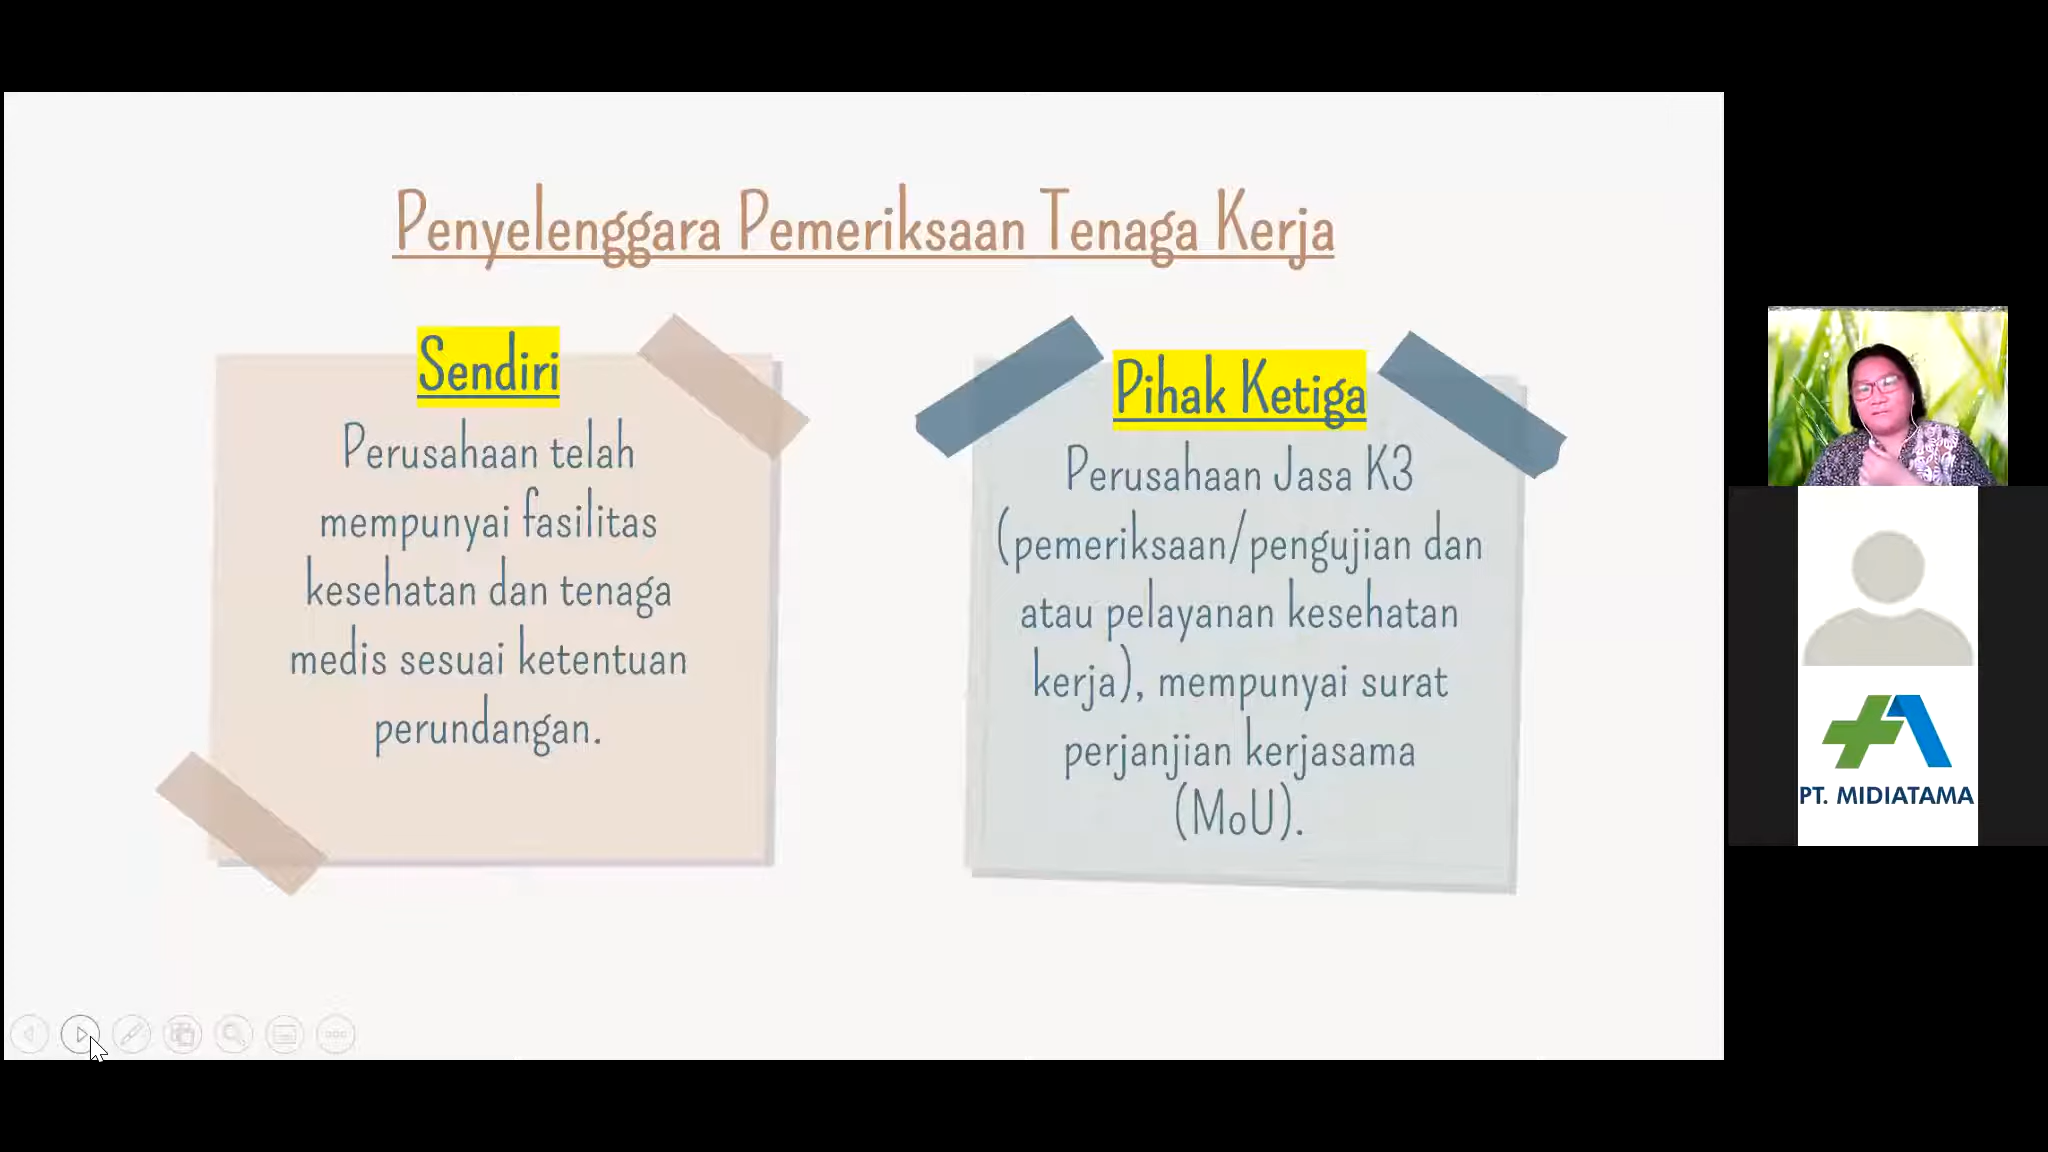 Penyelenggara Pemeriksaan Tenaga Kerja
Sendiri
Perusahaan telah
mempunyai fasilitas
kesehatan dan tenaga
medis sesuai ketentuan
perundangan.
Pihak Ketiga
Perusahaan Jasa K3
(pemeriksaan/pengujian dan
atau pelayanan kesehatan
kerja), mempunyai surat
perjanjian kerjasama
(MoU).
PT. MIDIATAMA